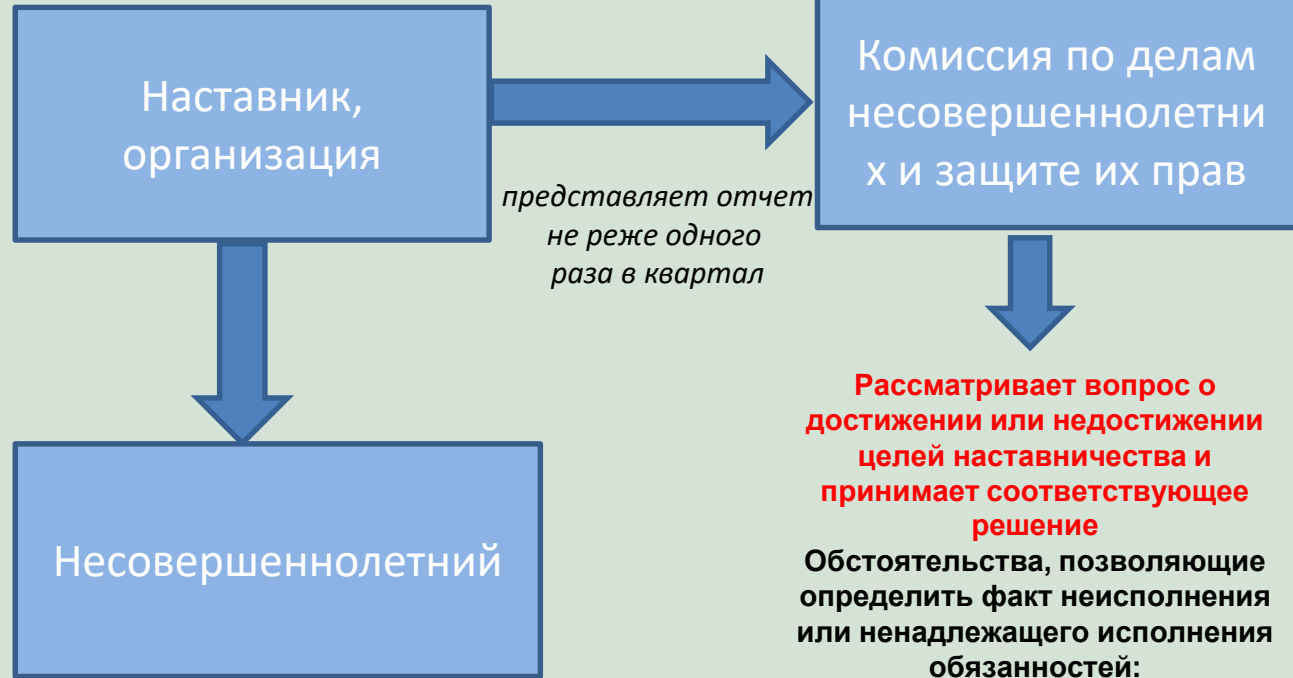 Наставник,
организация
представляет отчет
не реже одного
раза в квартал
Комиссия по делам
несовершеннолетни
х и защите их прав
Несовершеннолетний
Рассматривает вопрос о
достижении или недостижении
целей наставничества и
принимает соответствующее
решение
Обстоятельства, позволяющие
определить факт неисполнения
или ненадлежащего исполнения
обязанностей: